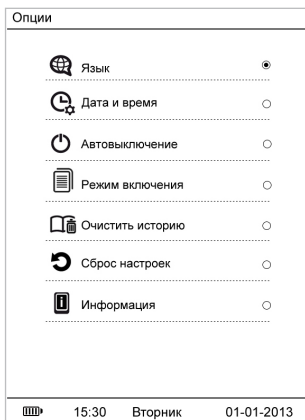 Опции
Язык
Дата и время
Автовыключение
Режим включения
Очистить историю
Сброс настроек
Информация
15:30 Вторник 01-01-2013